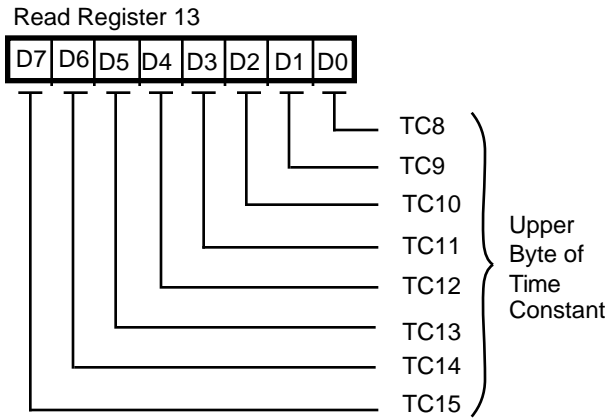 Read Register 13
D7 D6 D5 D4 D3 D2 D1 D0
TC8
TC9
TC10
TC11
TC12
TC13
TC14
TC15
Upper
Byte of
Time
Constant